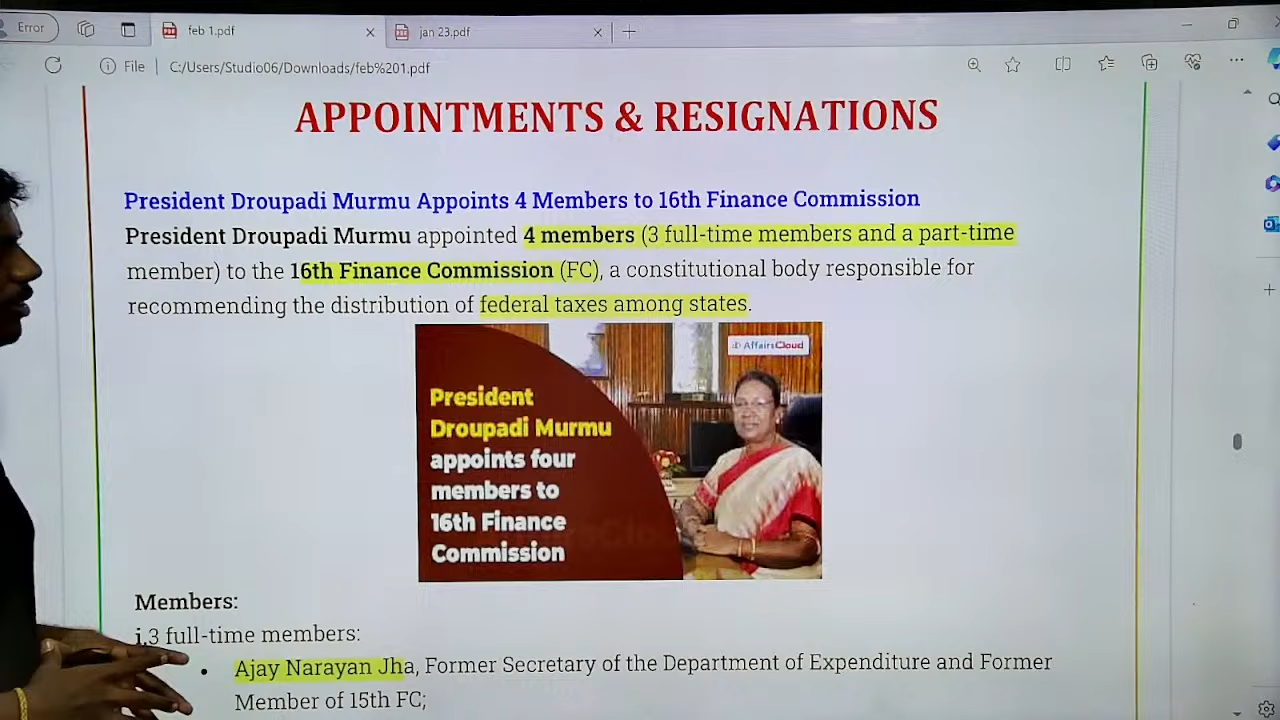 Error
feb 1.pdf
jan 23.pdf
File
C:/Users/Studio06/Downloads/feb%201.pdf
APPOINTMENTS & RESIGNATIONS
President Droupadi Murmu Appoints 4 Members to 16th Finance Commission
President Droupadi Murmu appointed 4 members (3 full-time members and a part-time
member) to the 16th Finance Commission (FC), a constitutional body responsible for
recommending the distribution of federal taxes among states.
AffairsCloud
President
Droupadi Murmu
appoints four
members to
16th Finance
Commission
Members:
i.3 full-time members:
• Ajay Narayan Jha, Former Secretary of the Department of Expenditure and Former
Member of 15th FC;